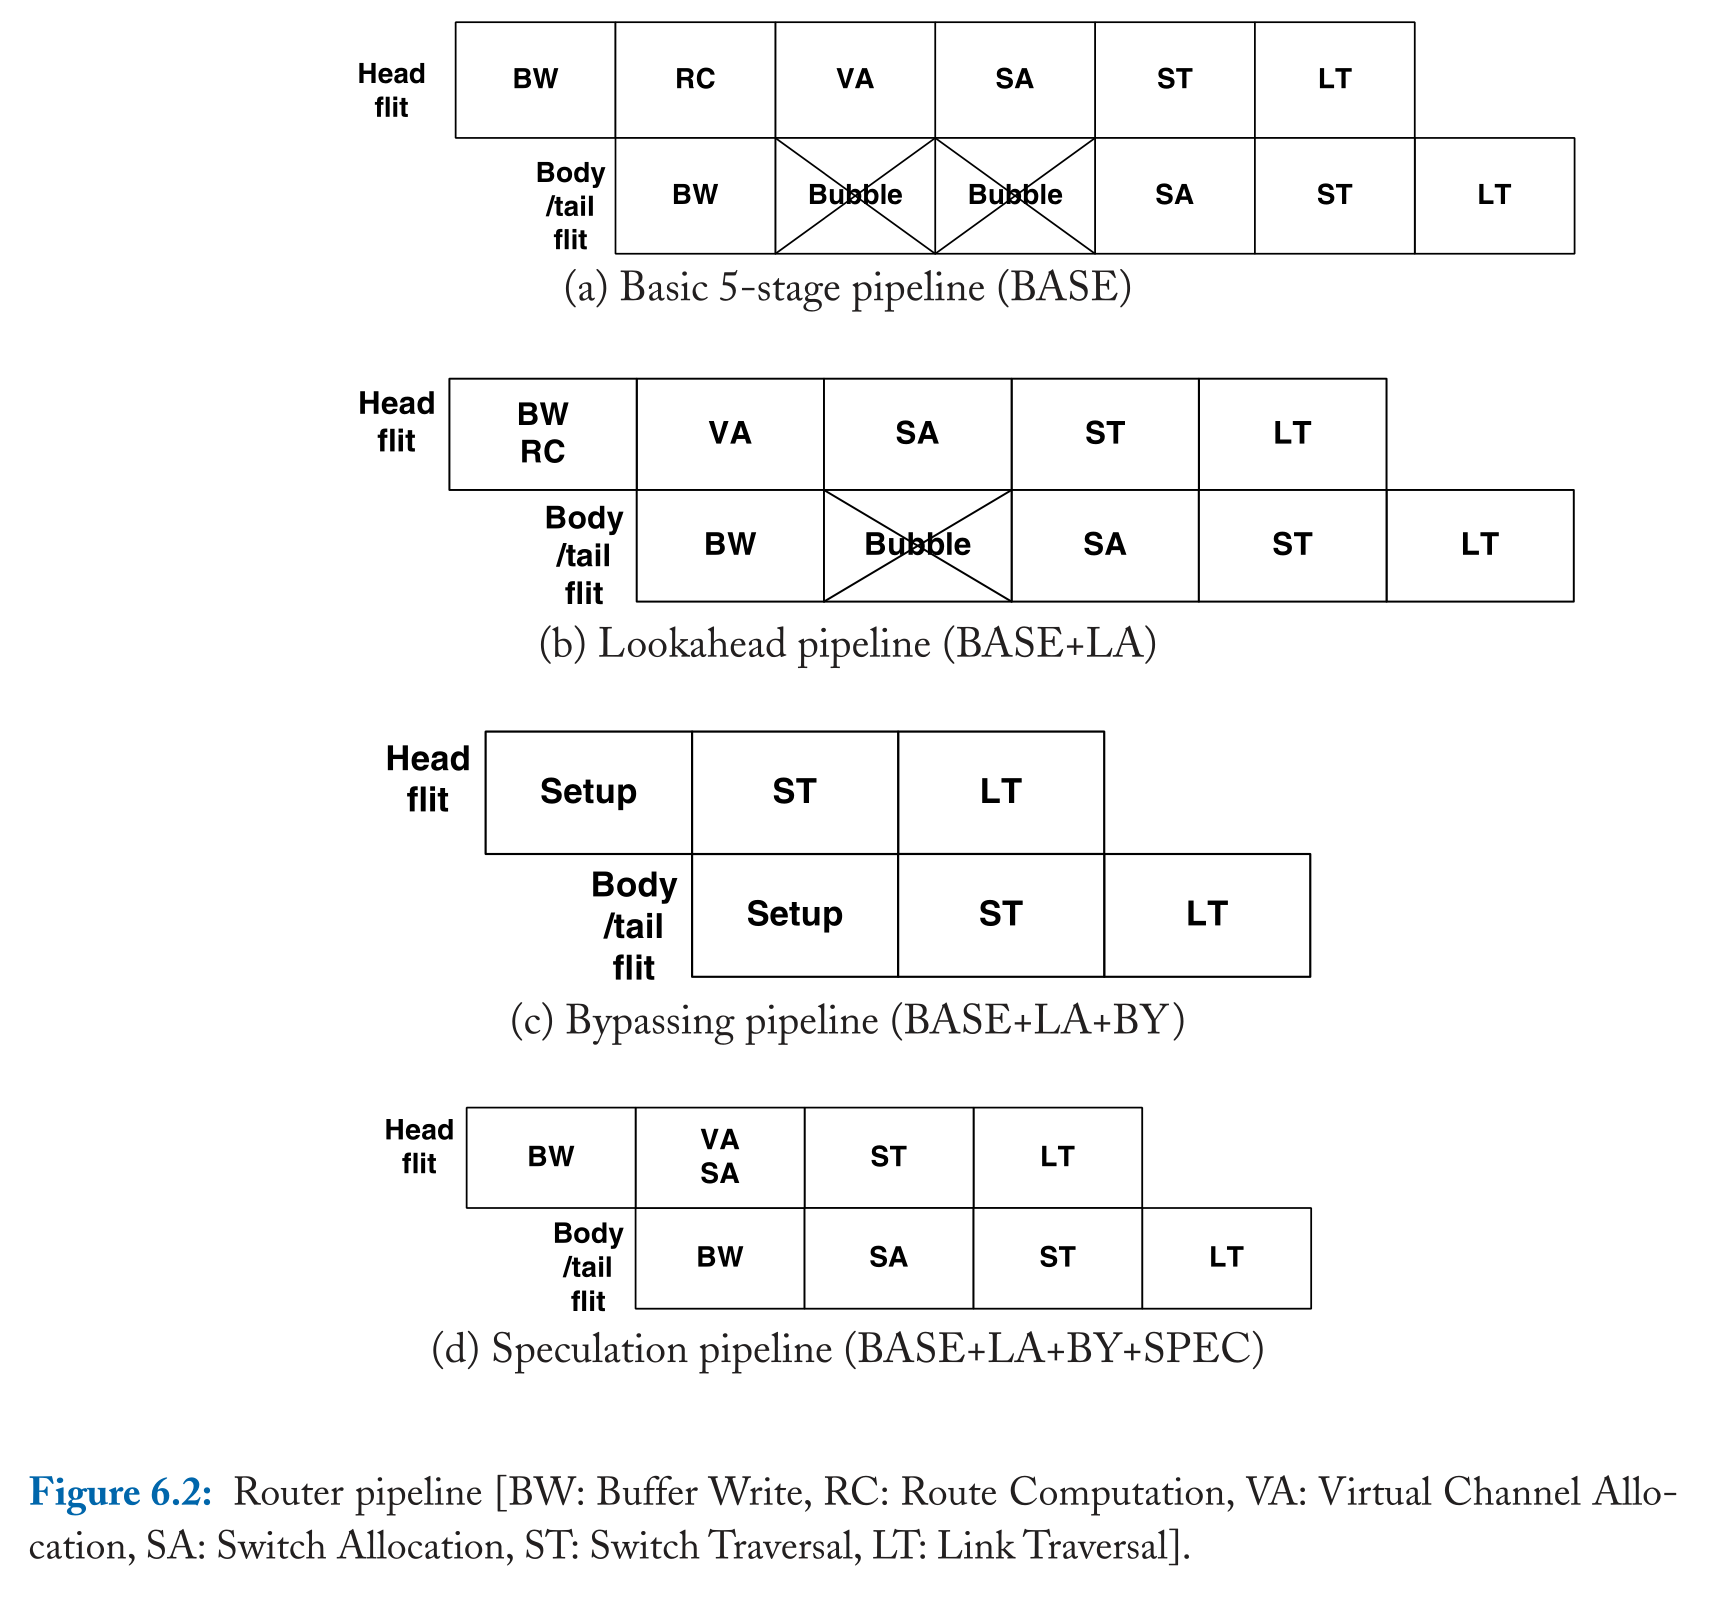 Head
flit
BW RC VA SA ST LT
Body
/tail
flit
BW Bubble Bubble SA ST LT
(a) Basic 5-stage pipeline (BASE)
Head
flit
BW
RC
VA SA ST LT
Body
/tail
flit
BW Bubble SA ST LT
(b) Lookahead pipeline (BASE+LA)
Head
flit
Setup ST LT
Body
/tail
flit
Setup ST LT
(c) Bypassing pipeline (BASE+LA+BY)
Head
flit
BW
VA
SA
ST LT
Body
/tail
flit
BW SA ST LT
(d) Speculation pipeline (BASE+LA+BY+SPEC)
Figure 6.2: Router pipeline [BW: Buffer Write, RC: Route Computation, VA: Virtual Channel Allo-
cation, SA: Switch Allocation, ST: Switch Traversal, LT: Link Traversal].